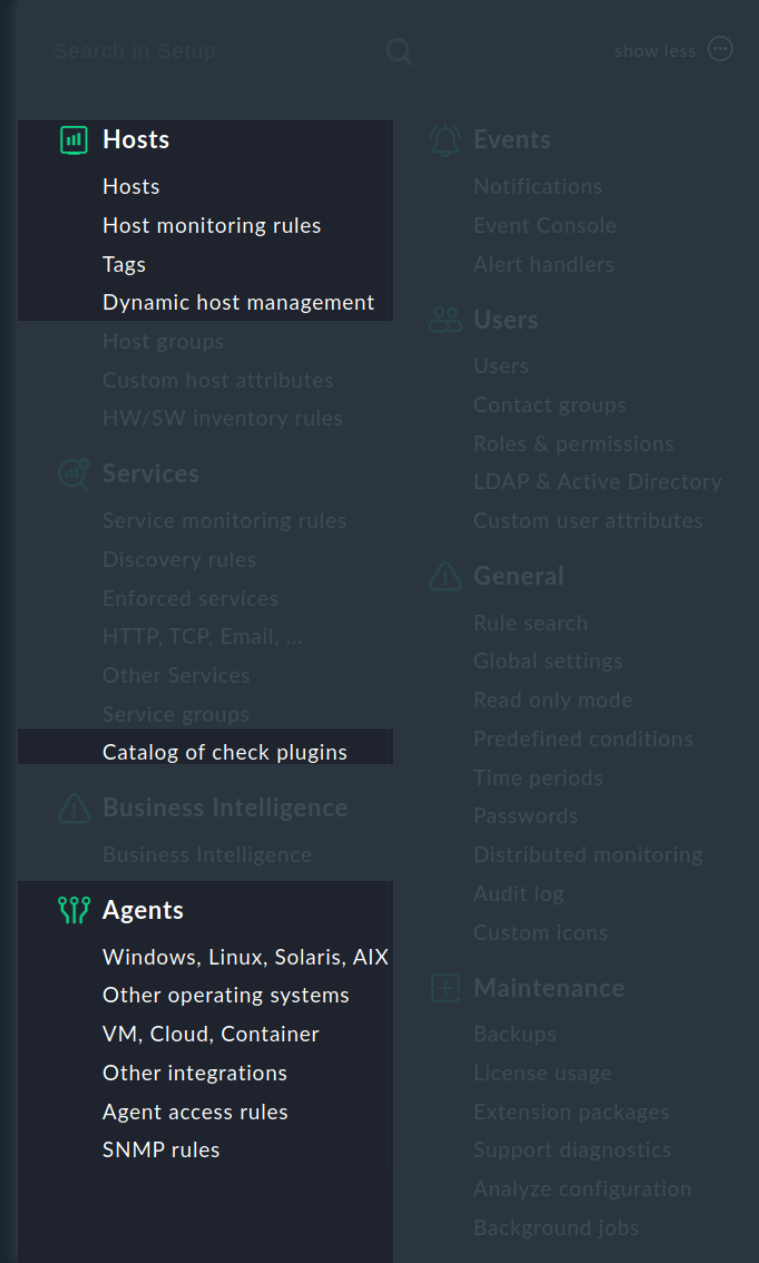 Search in Setup
show less
Hosts
Hosts
Host monitoring rules
Tags
Dynamic host management
Host groups
Custom host attributes
HW/SW inventory rules
Services
Service monitoring rules
Discovery rules
Enforced services
HTTP, TCP, Email, ...
Other Services
Service groups
Catalog of check plugins
Business Intelligence
Business Intelligence
Agents
Windows, Linux, Solaris, AIX
Other operating systems
VM, Cloud, Container
Other integrations
Agent access rules
SNMP rules
Events
Notifications
Event Console
Alert handlers
Users
Users
Contact groups
Roles & permissions
LDAP & Active Directory
Custom user attributes
General
Rule search
Global settings
Read only mode
Predefined conditions
Time periods
Passwords
Distributed monitoring
Audit log
Custom icons
Maintenance
Backups
License usage
Extension packages
Support diagnostics
Analyze configuration
Background jobs